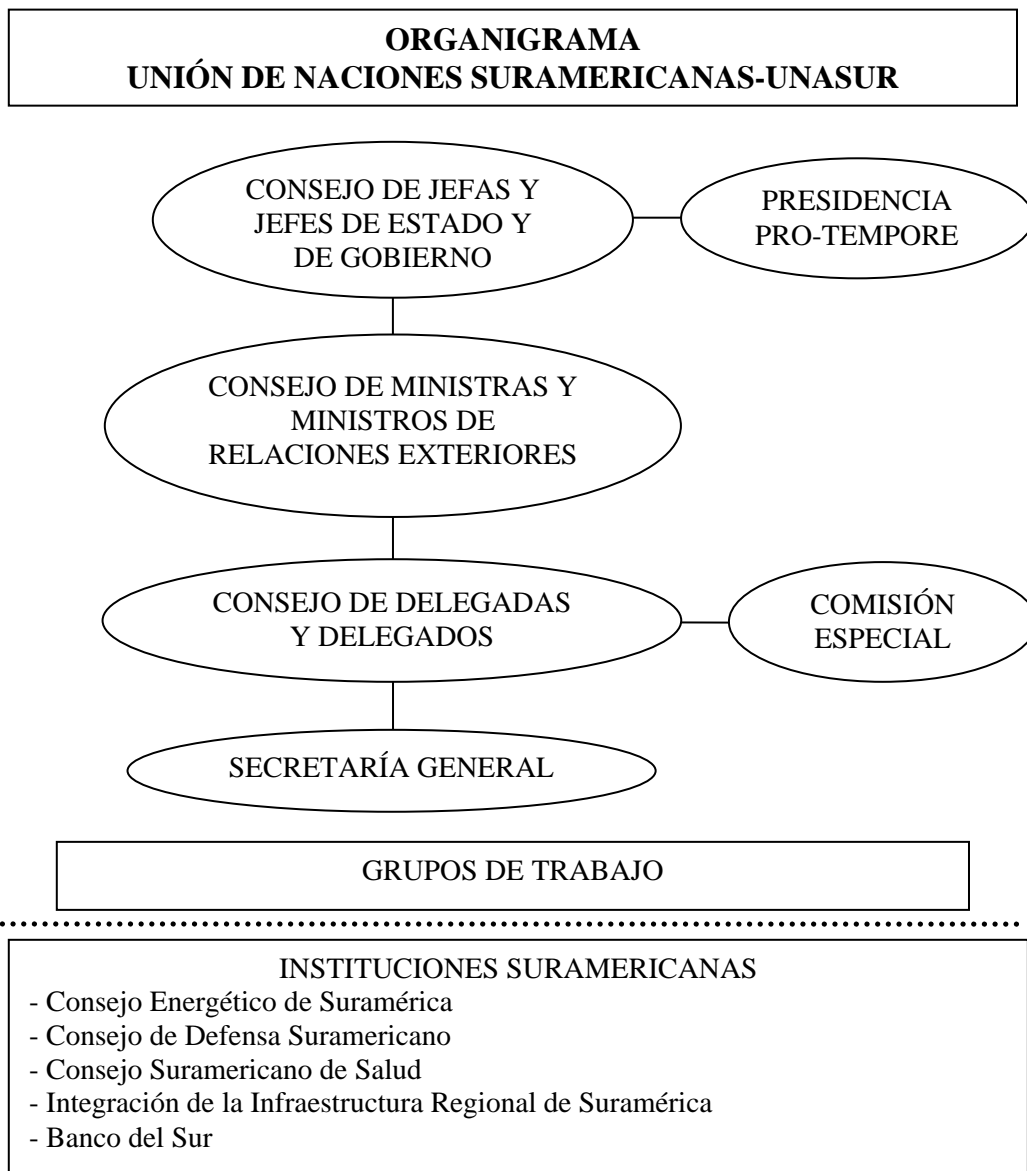 ORGANIGRAMA
UNIÓN DE NACIONES SURAMERICANAS-UNASUR
CONSEJO DE JEFAS Y
JEFES DE ESTADO Y
DE GOBIERNO
PRESIDENCIA
PRO-TEMPORE
CONSEJO DE MINISTRAS Y
MINISTROS DE
RELACIONES EXTERIORES
CONSEJO DE DELEGADAS
Y DELEGADOS
COMISIÓN
ESPECIAL
SECRETARÍA GENERAL
GRUPOS DE TRABAJO
INSTITUCIONES SURAMERICANAS
- Consejo Energético de Suramérica
- Consejo de Defensa Suramericano
- Consejo Suramericano de Salud
- Integración de la Infraestructura Regional de Suramérica
- Banco del Sur